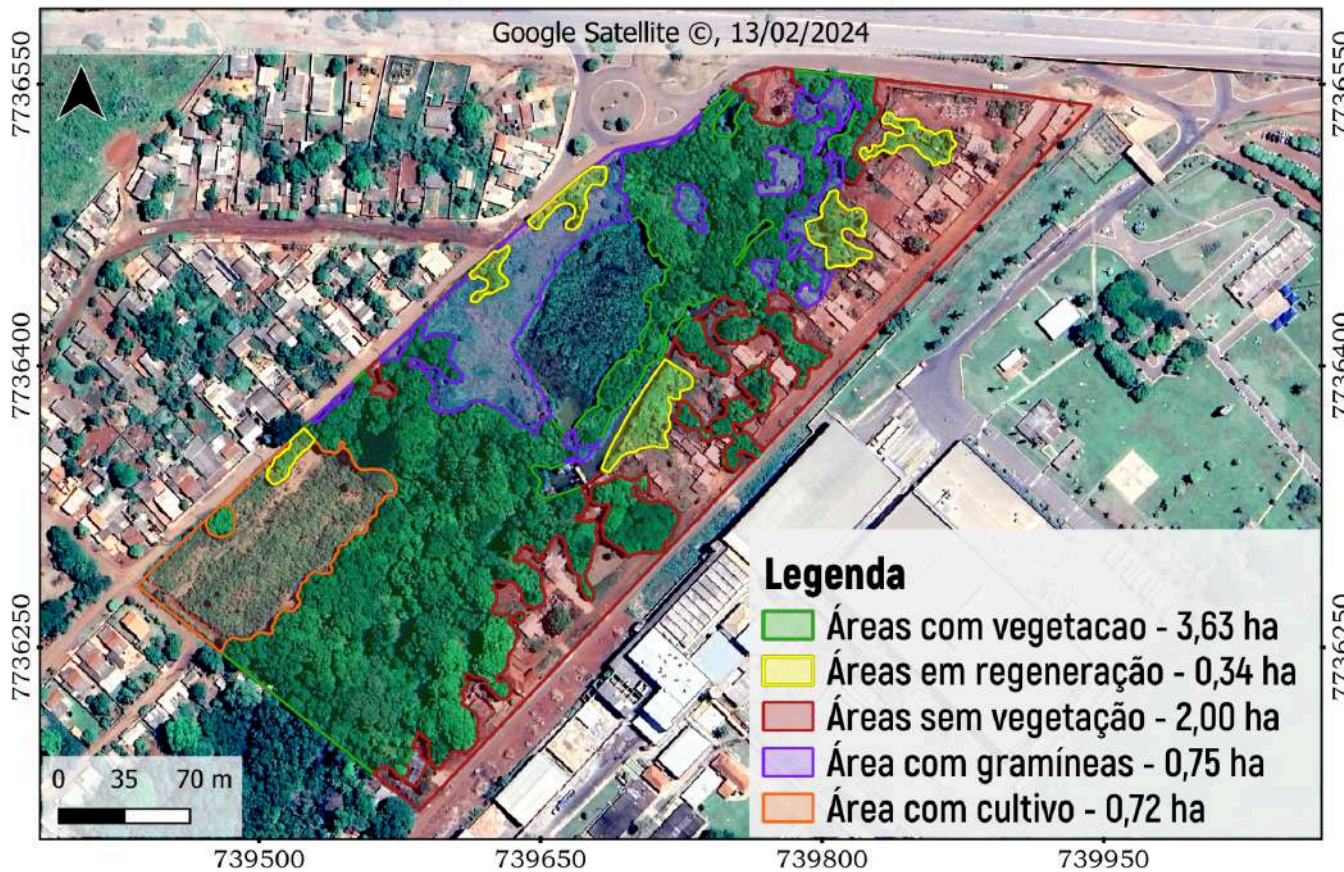 Google Satellite ©, 13/02/2024
7736550
7736550
7736400
7736400
7736250
7736250
Legenda
Áreas com vegetacao - 3,63 ha
Áreas em regeneração - 0,34 ha
Áreas sem vegetação - 2,00 ha
Área com gramíneas - 0,75 ha
Área com cultivo - 0,72 ha
0 35 70 m
739500 739650 739800 739950